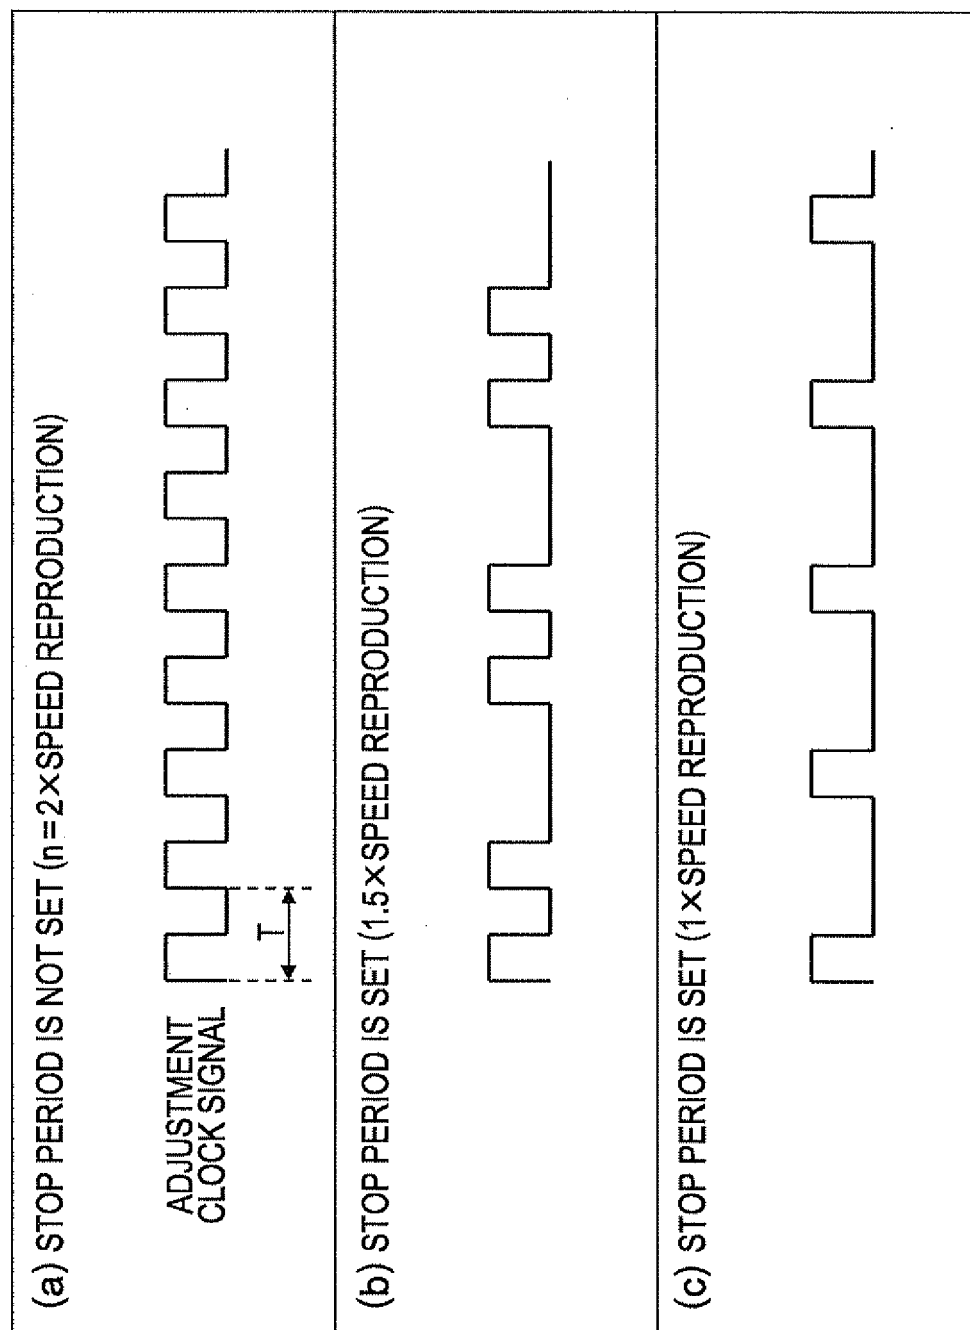 (a) STOP PERIOD IS NOT SET (n=2×SPEED REPRODUCTION)
ADJUSTMENT
CLOCK SIGNAL
T
(b) STOP PERIOD IS SET (1.5×SPEED REPRODUCTION)
(c) STOP PERIOD IS SET (1×SPEED REPRODUCTION)